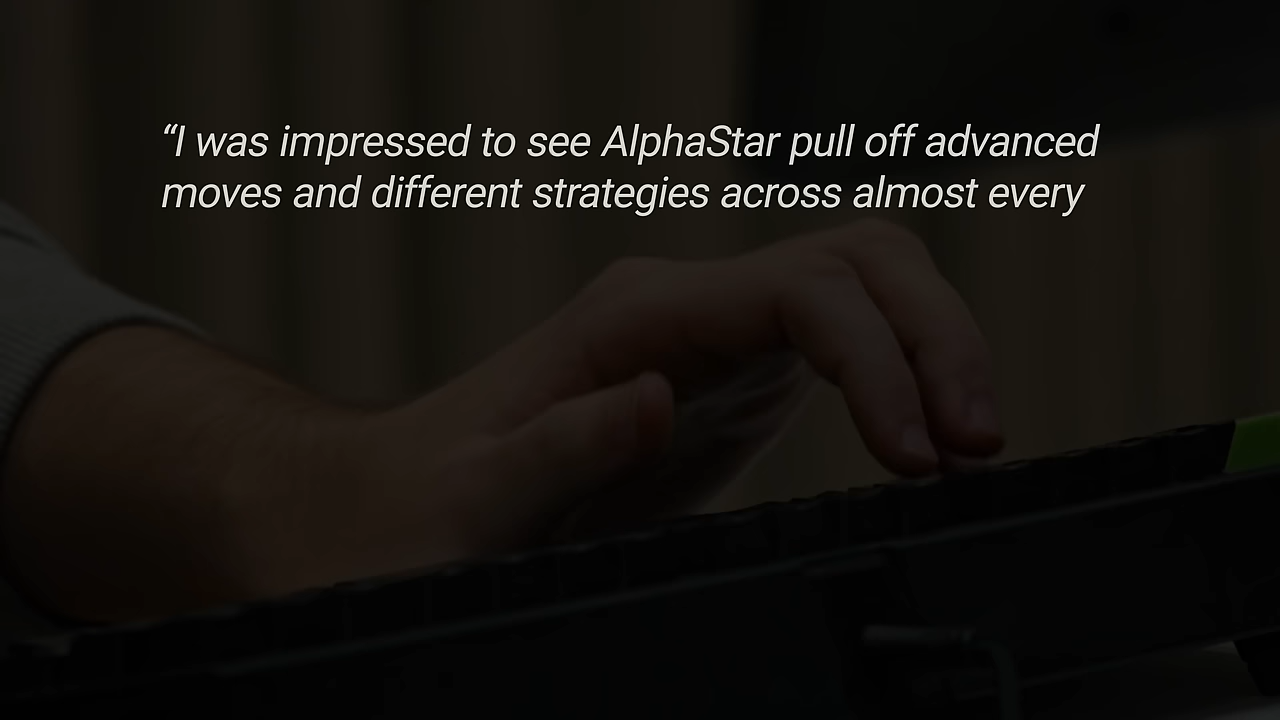 “I was impressed to see AlphaStar pull off advanced
moves and different strategies across almost every